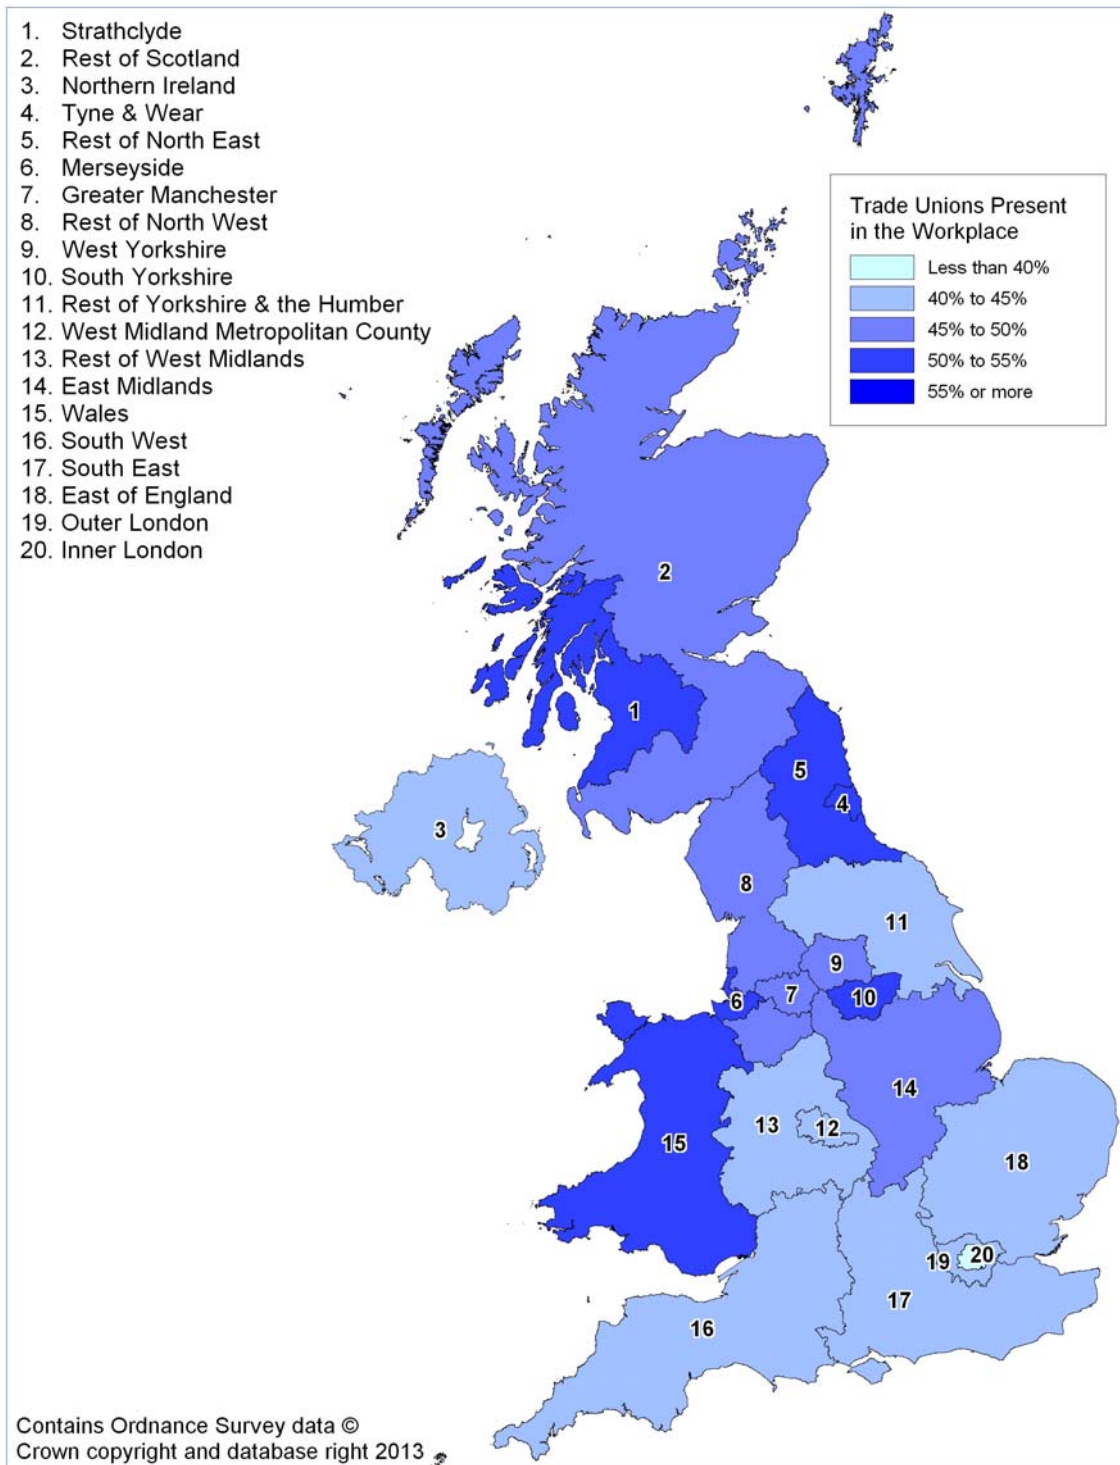 1. Strathclyde
2. Rest of Scotland
3. Northern Ireland
4. Tyne & Wear
5. Rest of North East
6. Merseyside
7. Greater Manchester
8. Rest of North West
9. West Yorkshire
10. South Yorkshire
11. Rest of Yorkshire & the Humber
12. West Midland Metropolitan County
13. Rest of West Midlands
14. East Midlands
15. Wales
16. South West
17. South East
18. East of England
19. Outer London
20. Inner London
Trade Unions Present
in the Workplace
Less than 40%
40% to 45%
45% to 50%
50% to 55%
55% or more
2
1
5
4
3
8
11
9
7
10
6
14
13
12
15
18
19
20
17
16
Contains Ordnance Survey data ©
Crown copyright and database right 2013